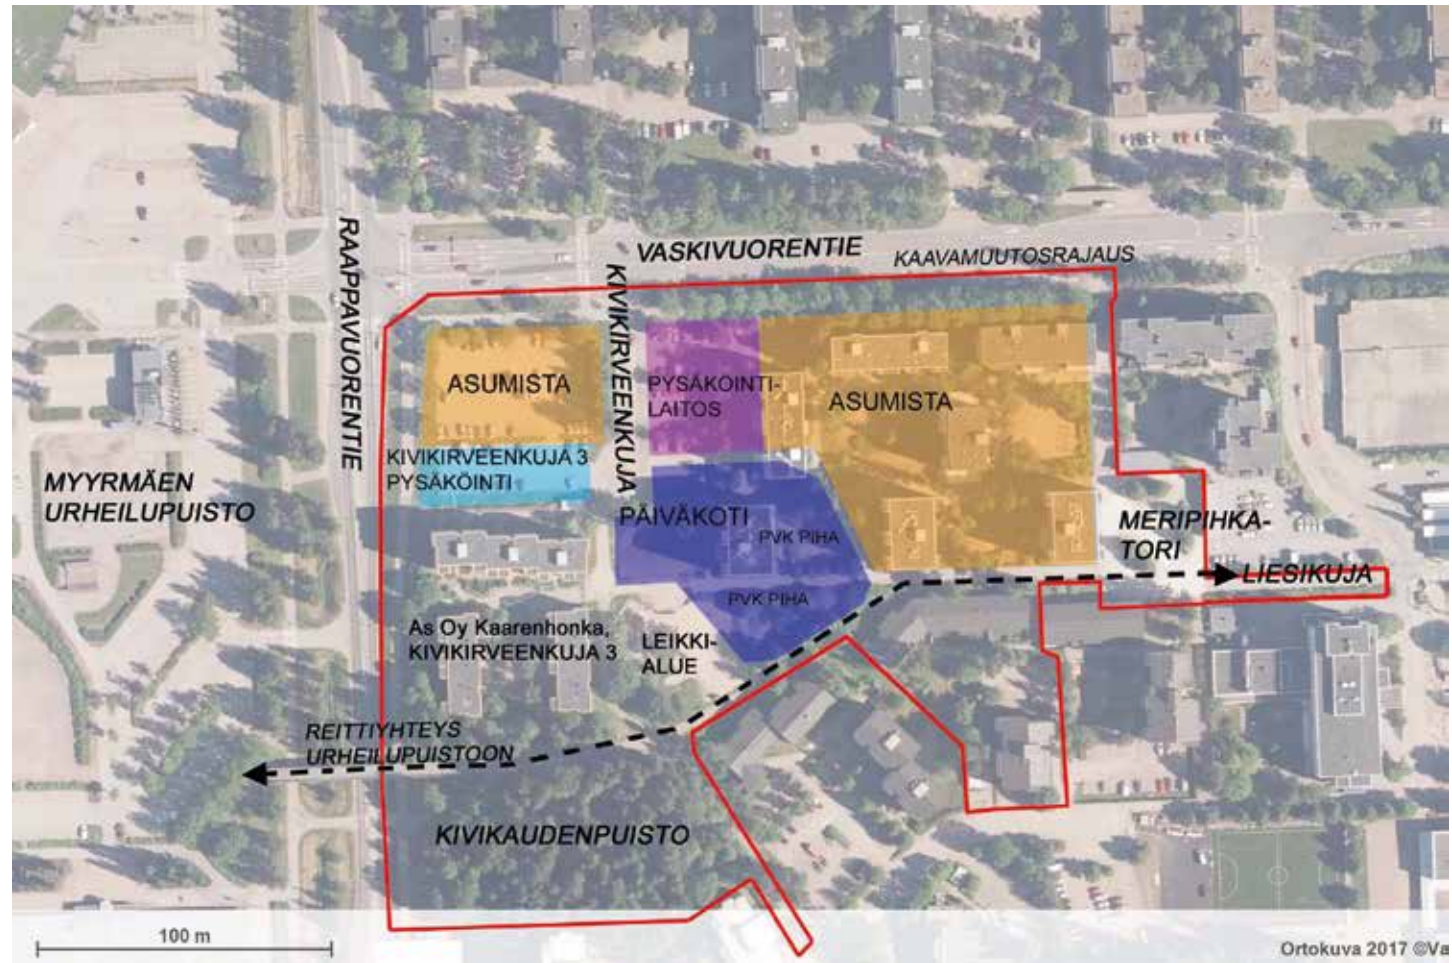 VASKIVUORENTIE
KAAVAMUUTOSRAJAUS
RAAPPAVUORENTIE
KIVIKIRVEENKUJA
ASUMISTA
PYSÄKÖINTI-
LAITOS
ASUMISTA
KIVIKIRVEENKUJA 3
PYSÄKÖINTI
MYYRMÄEN
URHEILUPUISTO
PÄIVÄKOTI
PVK PIHA
MERIPIHKA-
TORI
LIESIKUJA
PVK PIHA
As Oy Kaarenhonka,
KIVIKIRVEENKUJA 3
LEIKKI-
ALUE
REITTIYHTEYS
URHEILUPUISTOON
KIVIKAUDENPUISTO
100 m
Ortokuva 2017 ©Va